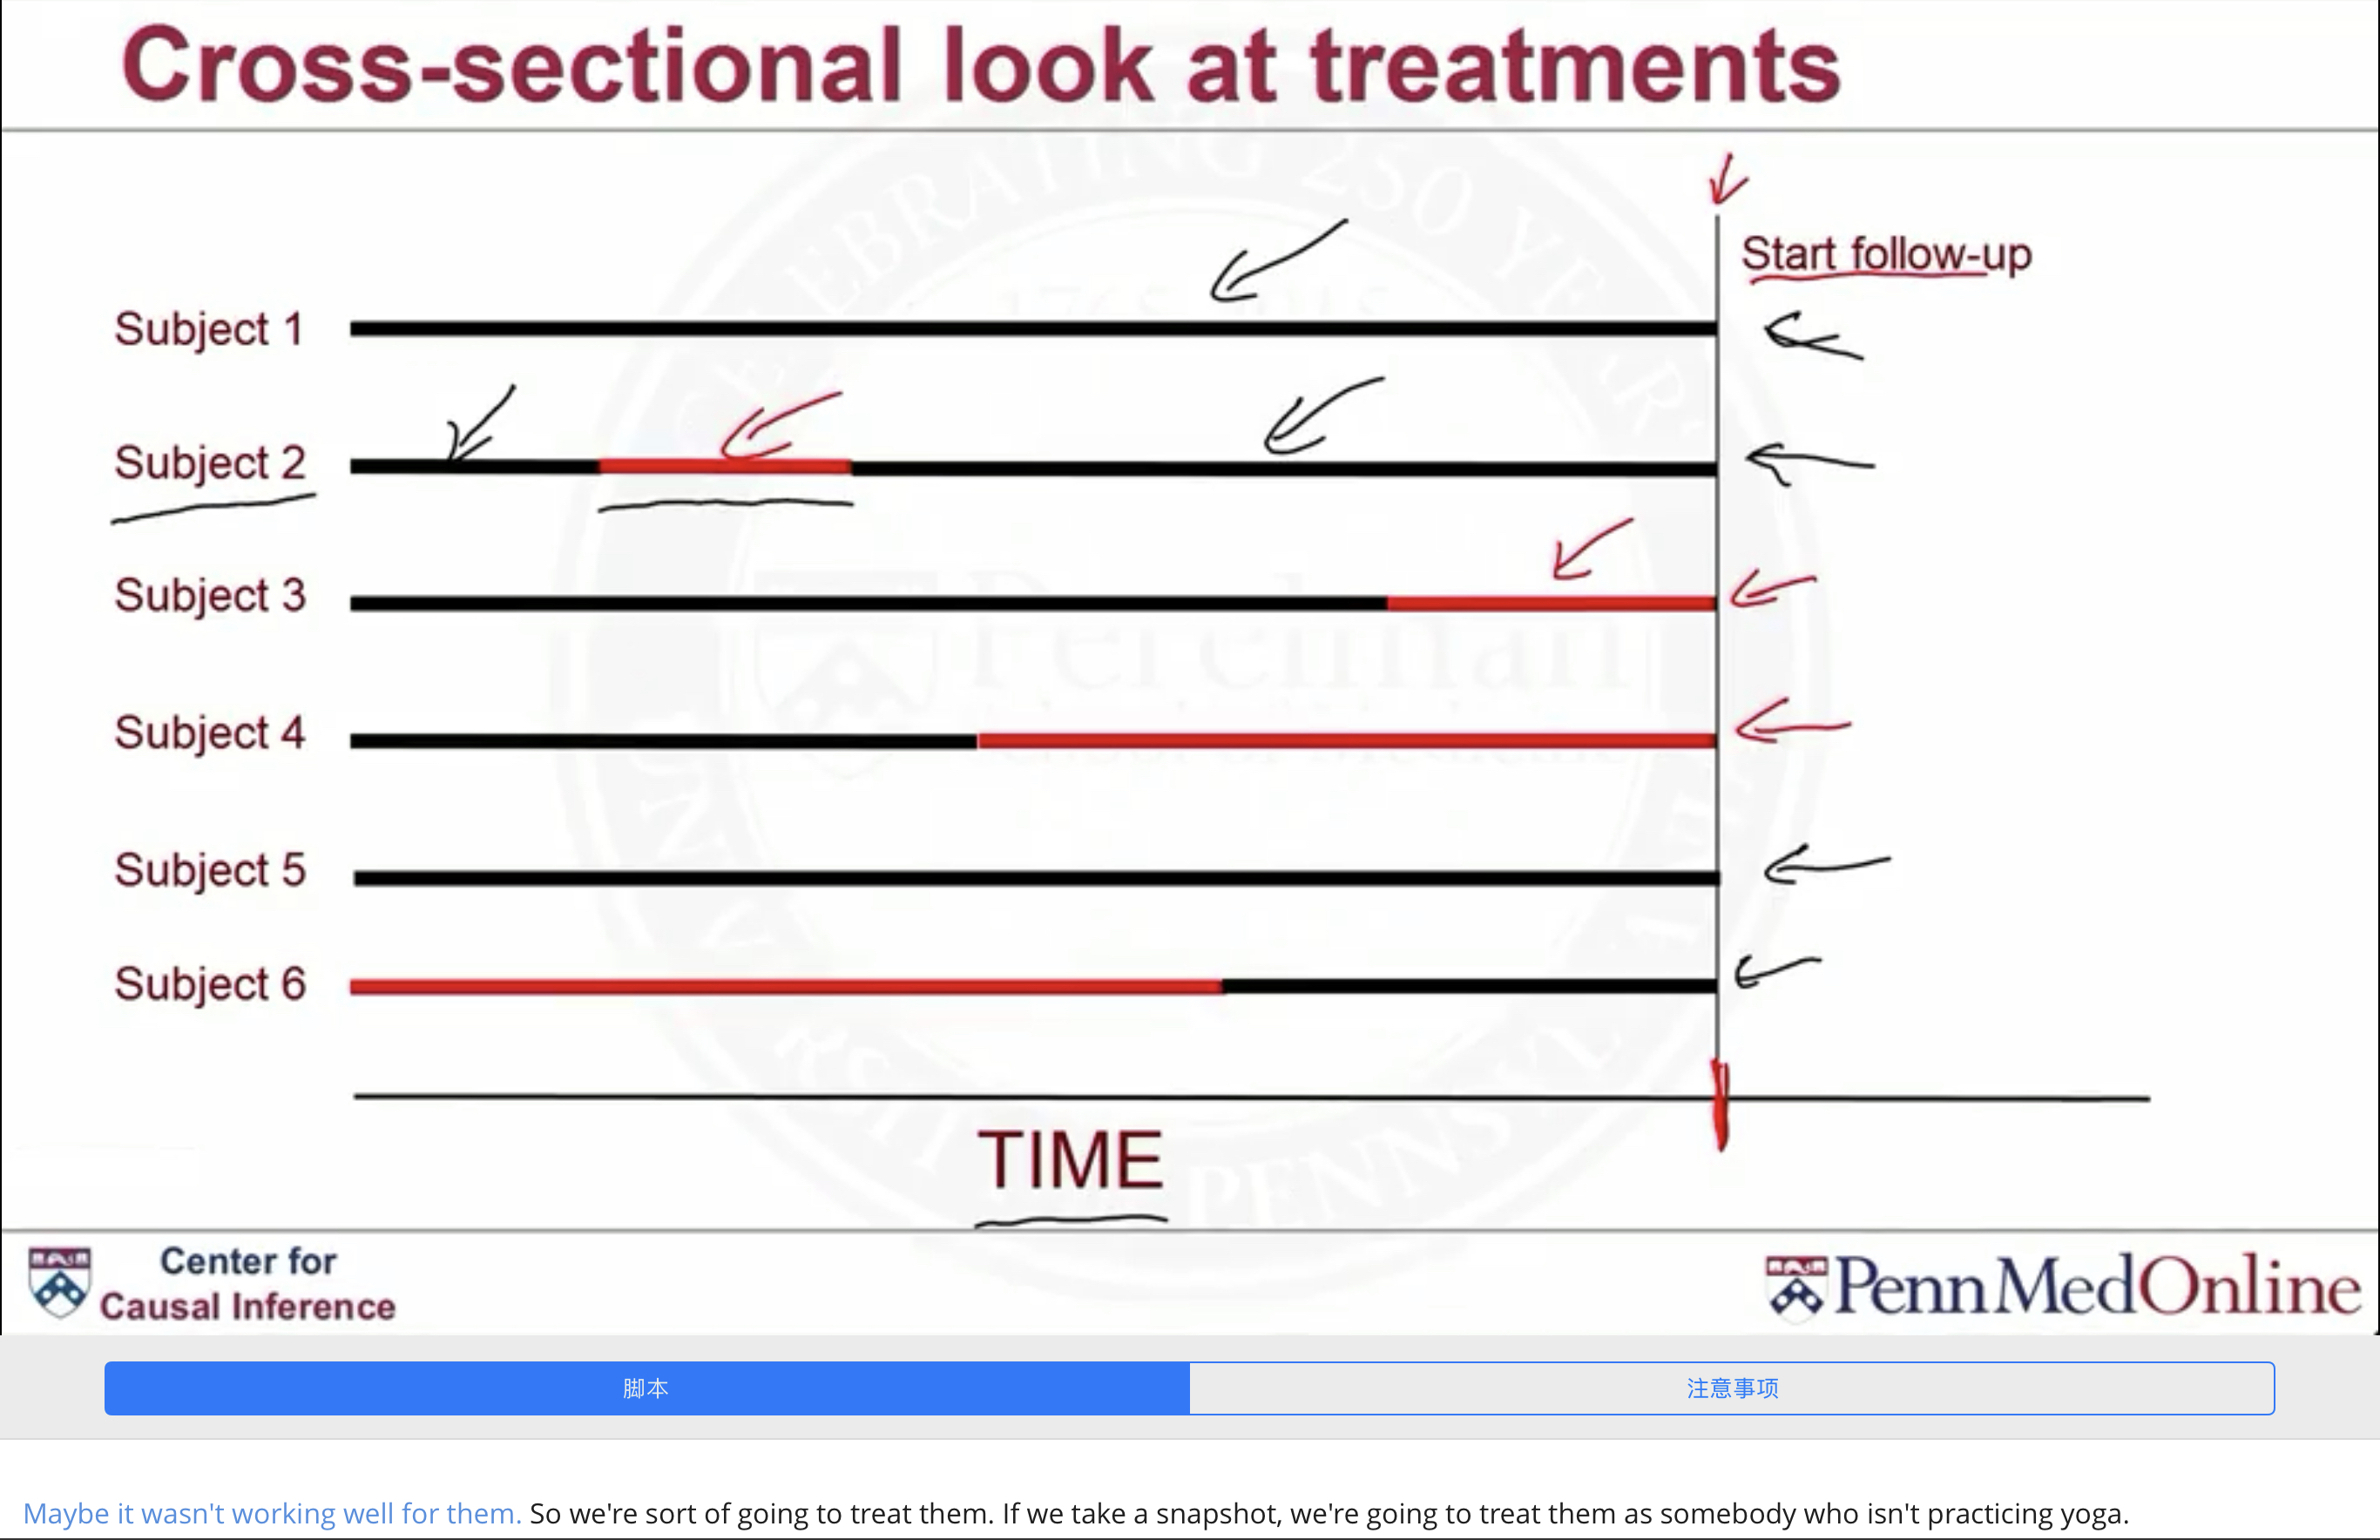 Cross-sectional look at treatments
Start follow-up
Subject 1
Subject 2
Subject 3
Subject 4
Subject 5
Subject 6
TIME
Center for
Causal Inference
PennMedOnline
脚本
注意事项
Maybe it wasn't working well for them. So we're sort of going to treat them. If we take a snapshot, we're going to treat them as somebody who isn't practicing yoga.